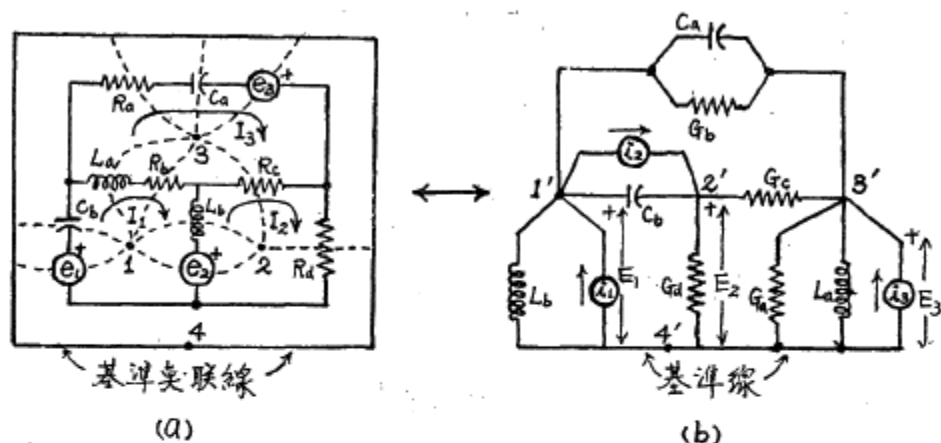 Ra
Ca
e3
+
I3
3
La
Rb
Rc
Cb
I1
Lb
I2
+
e1
1
+
e2
2
Rd
4
基準奌联線
(a)
Ca
Gb
i2
1'
Cb
2'
Gc
3'
+
+
+
Lb
i1
E1
Gd
E2
Ga
La
i3
E3
4'
基準線
(b)